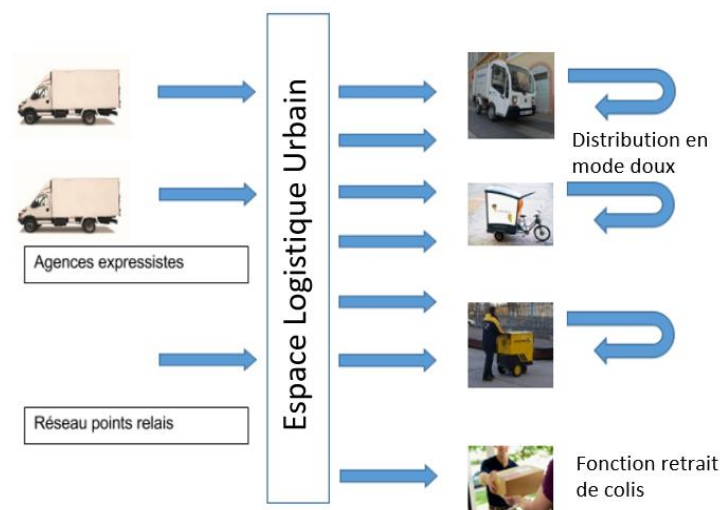 Espace Logistique Urbain
Distribution en
mode doux
Agences expressistes
Réseau points relais
Fonction retrait
de colis